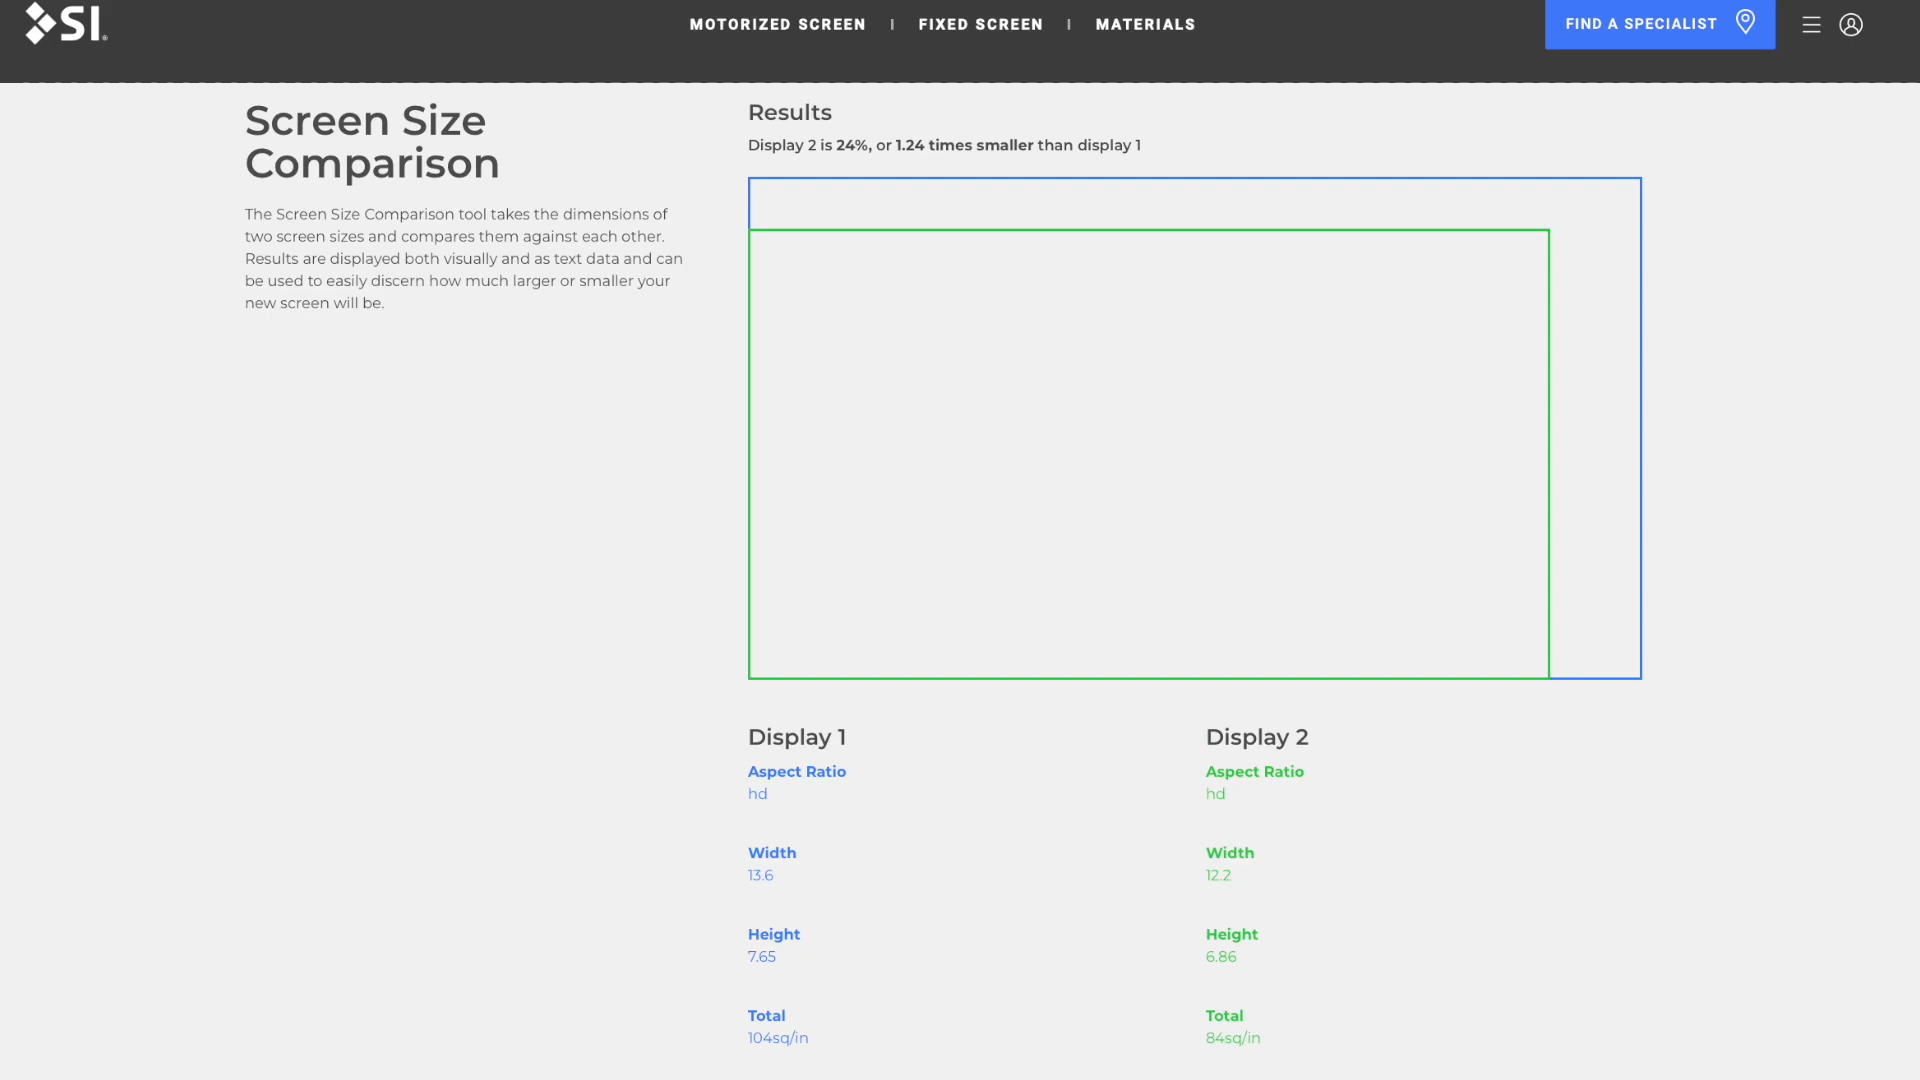 SI®
MOTORIZED SCREEN | FIXED SCREEN | MATERIALS
FIND A SPECIALIST
Screen Size
Comparison
The Screen Size Comparison tool takes the dimensions of
two screen sizes and compares them against each other.
Results are displayed both visually and as text data and can
be used to easily discern how much larger or smaller your
new screen will be.
Results
Display 2 is 24%, or 1.24 times smaller than display 1
Display 1
Aspect Ratio
hd
Width
13.6
Height
7.65
Total
104sq/in
Display 2
Aspect Ratio
hd
Width
12.2
Height
6.86
Total
84sq/in